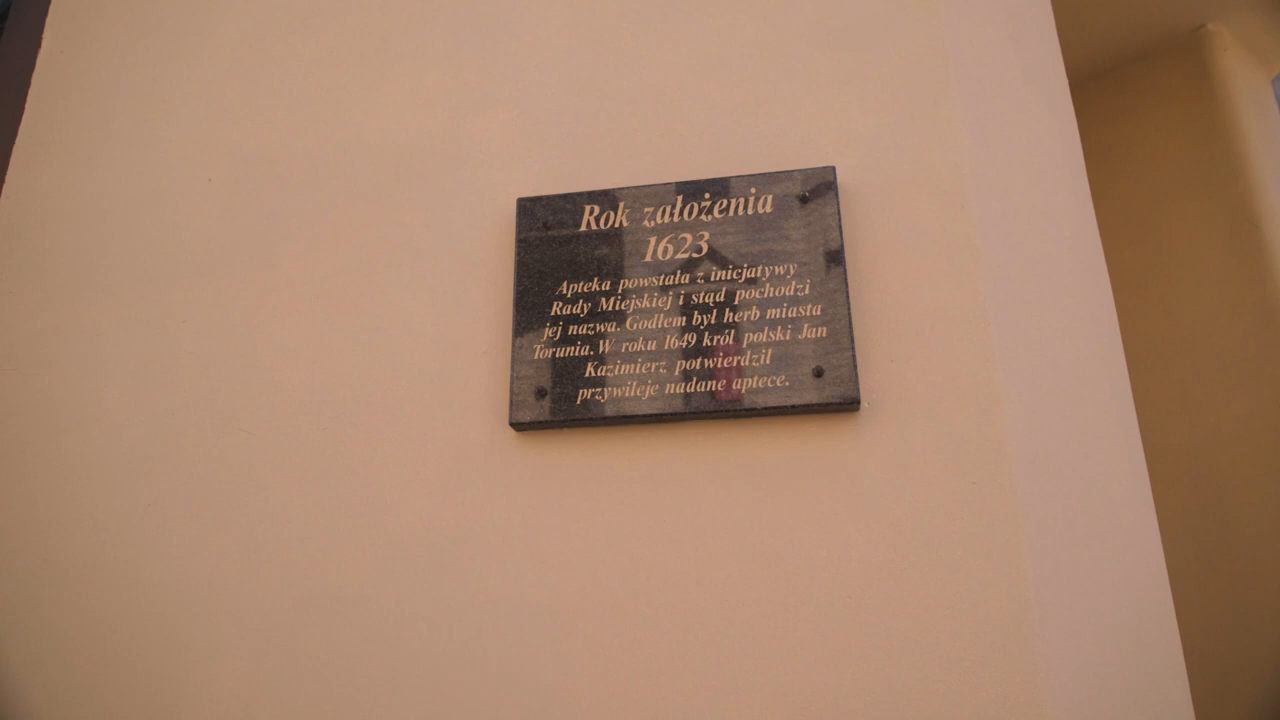 Rok założenia
1623
Apteka powstała z inicjatywy
Rady Miejskiej i stąd pochodzi
jej nazwa. Godłem był herb miasta
Torunia. W roku 1649 król polski Jan
Kazimierz potwierdził
przywileje nadane aptece.